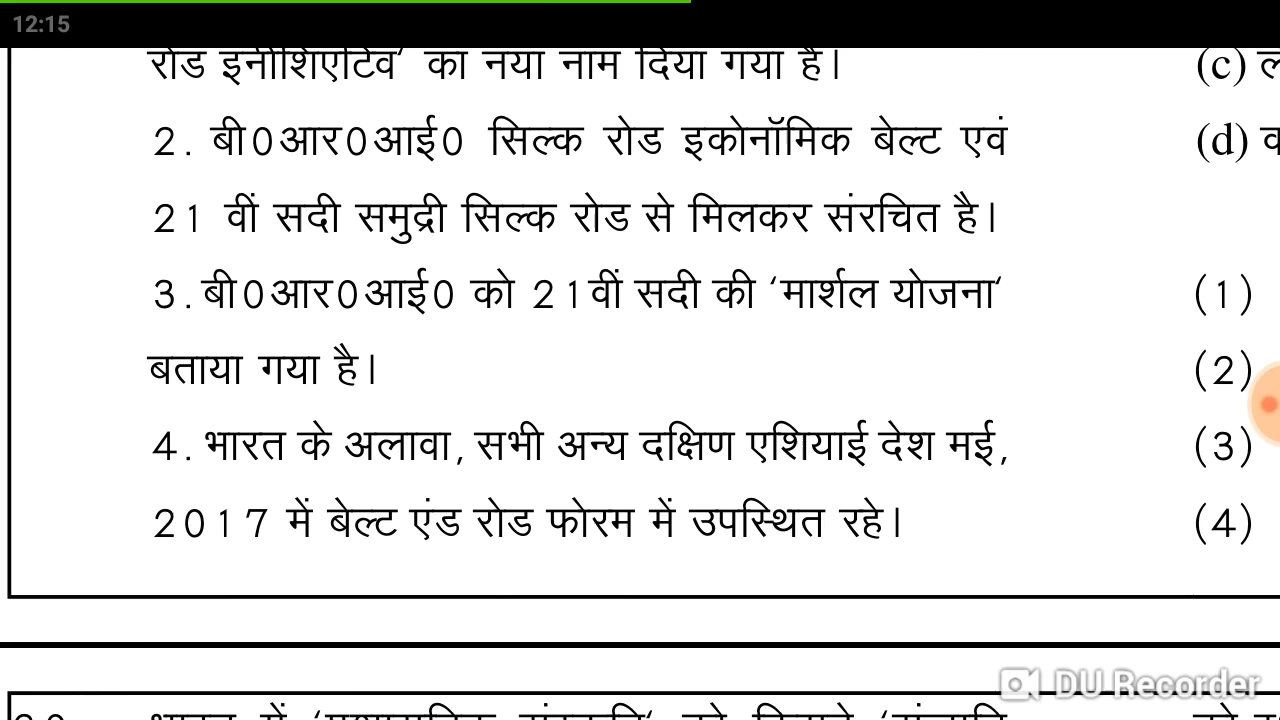 12:15
रोड इनीशिएटिव’ का नया नाम दिया गया है।
(c)
2. बी0आर0आई0 सिल्क रोड इकोनॉमिक बेल्ट एवं
(d)
21 वीं सदी समुद्री सिल्क रोड से मिलकर संरचित है।
3. बी0आर0आई0 को 21वीं सदी की ‘मार्शल योजना’
(1)
बताया गया है।
(2)
4. भारत के अलावा, सभी अन्य दक्षिण एशियाई देश मई,
(3)
2017 में बेल्ट एंड रोड फोरम में उपस्थित रहे।
(4)
DU Recorder